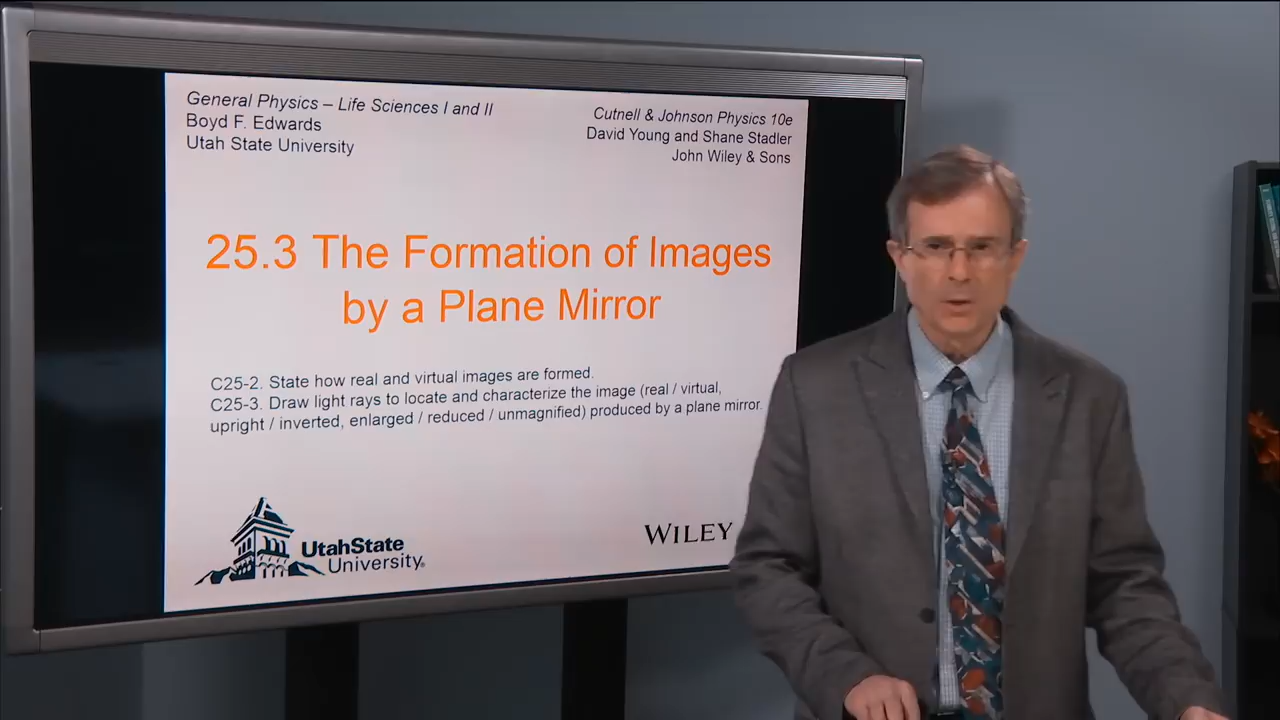 General Physics – Life Sciences I and II
Boyd F. Edwards
Utah State University
Cutnell & Johnson Physics 10e
David Young and Shane Stadler
John Wiley & Sons
25.3 The Formation of Images
by a Plane Mirror
C25-2. State how real and virtual images are formed.
C25-3. Draw light rays to locate and characterize the image (real / virtual,
upright / inverted, enlarged / reduced / unmagnified) produced by a plane mirror.
UtahState
University®
WILEY